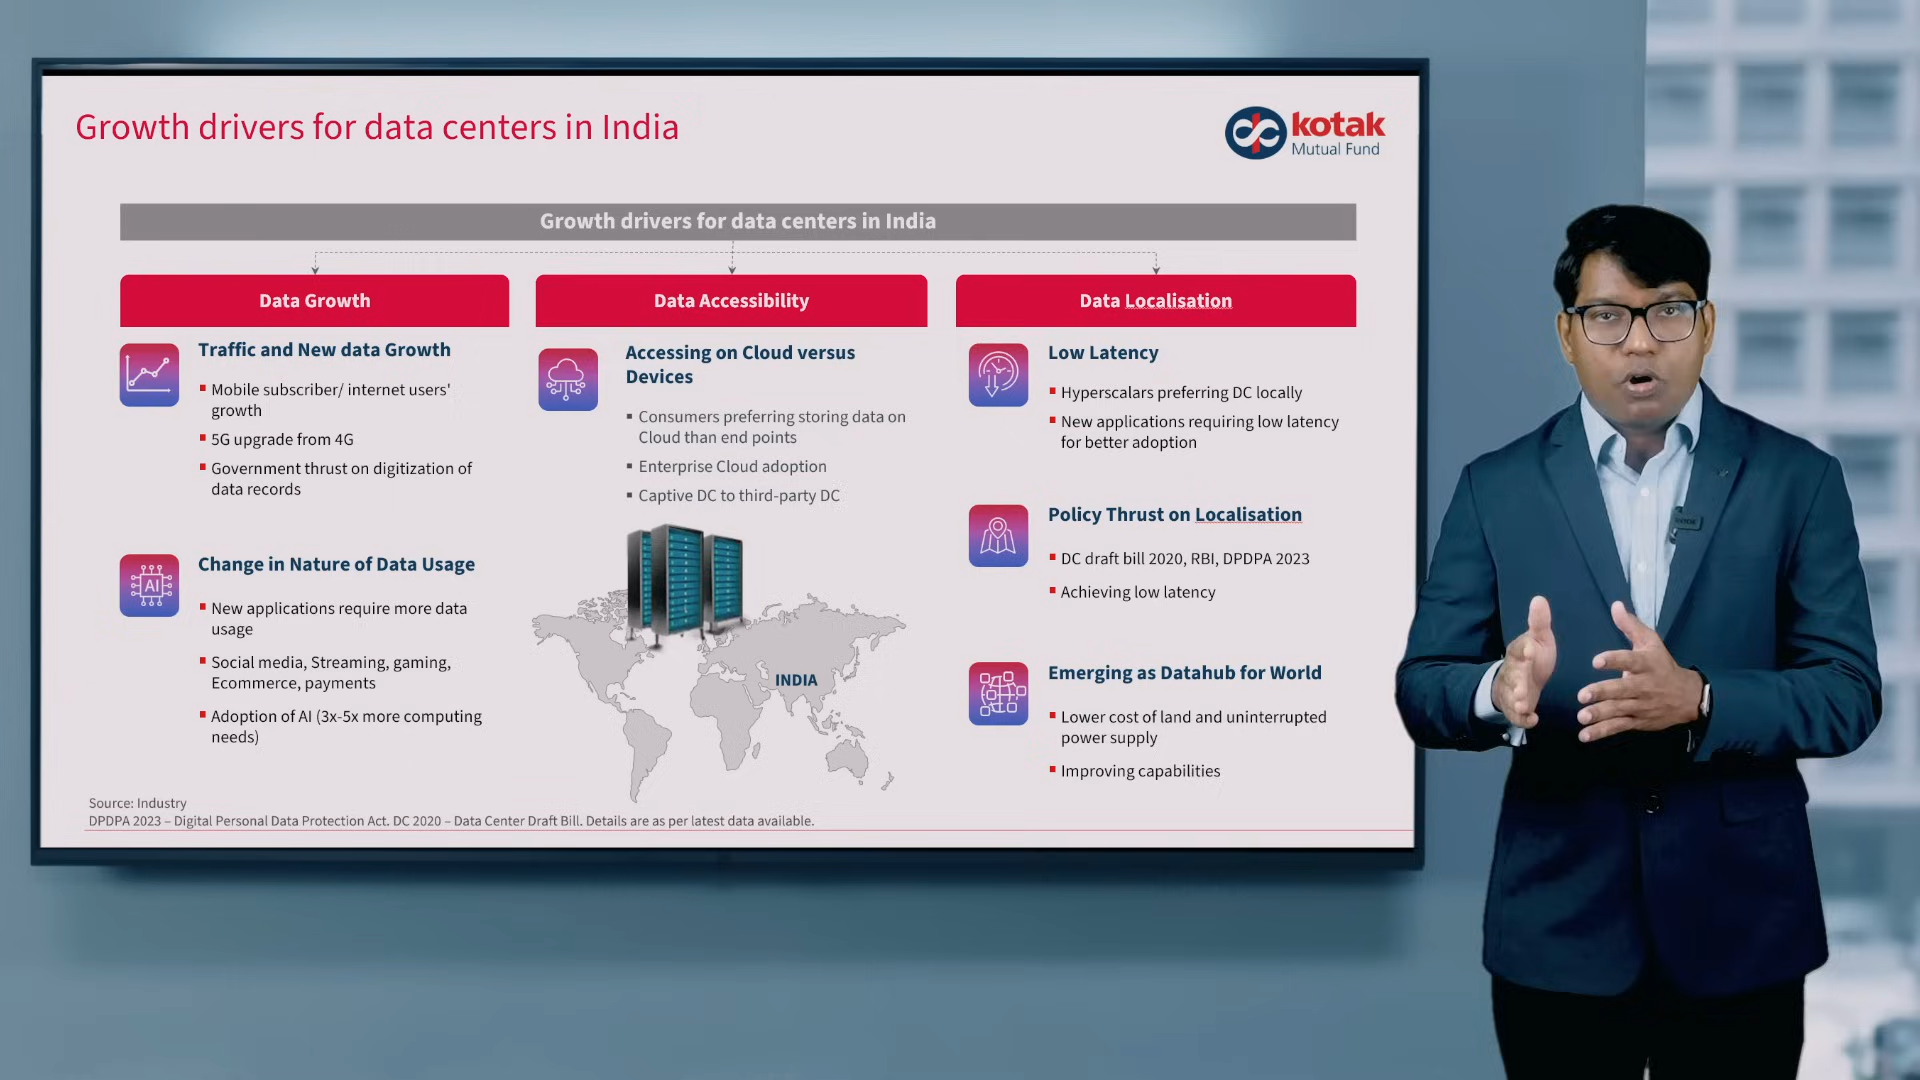 Growth drivers for data centers in India
kotak
Mutual Fund
Growth drivers for data centers in India
Data Growth
Traffic and New data Growth
Mobile subscriber/ internet users'
growth
5G upgrade from 4G
Government thrust on digitization of
data records
Change in Nature of Data Usage
New applications require more data
usage
Social media, Streaming, gaming,
Ecommerce, payments
Adoption of AI (3x-5x more computing
needs)
AI
Data Accessibility
Accessing on Cloud versus
Devices
Consumers preferring storing data on
Cloud than end points
Enterprise Cloud adoption
Captive DC to third-party DC
INDIA
Data Localisation
Low Latency
Hyperscalars preferring DC locally
New applications requiring low latency
for better adoption
Policy Thrust on Localisation
DC draft bill 2020, RBI, DPDPA 2023
Achieving low latency
Emerging as Datahub for World
Lower cost of land and uninterrupted
power supply
Improving capabilities
Source: Industry
DPDPA 2023 – Digital Personal Data Protection Act. DC 2020 – Data Center Draft Bill. Details are as per latest data available.